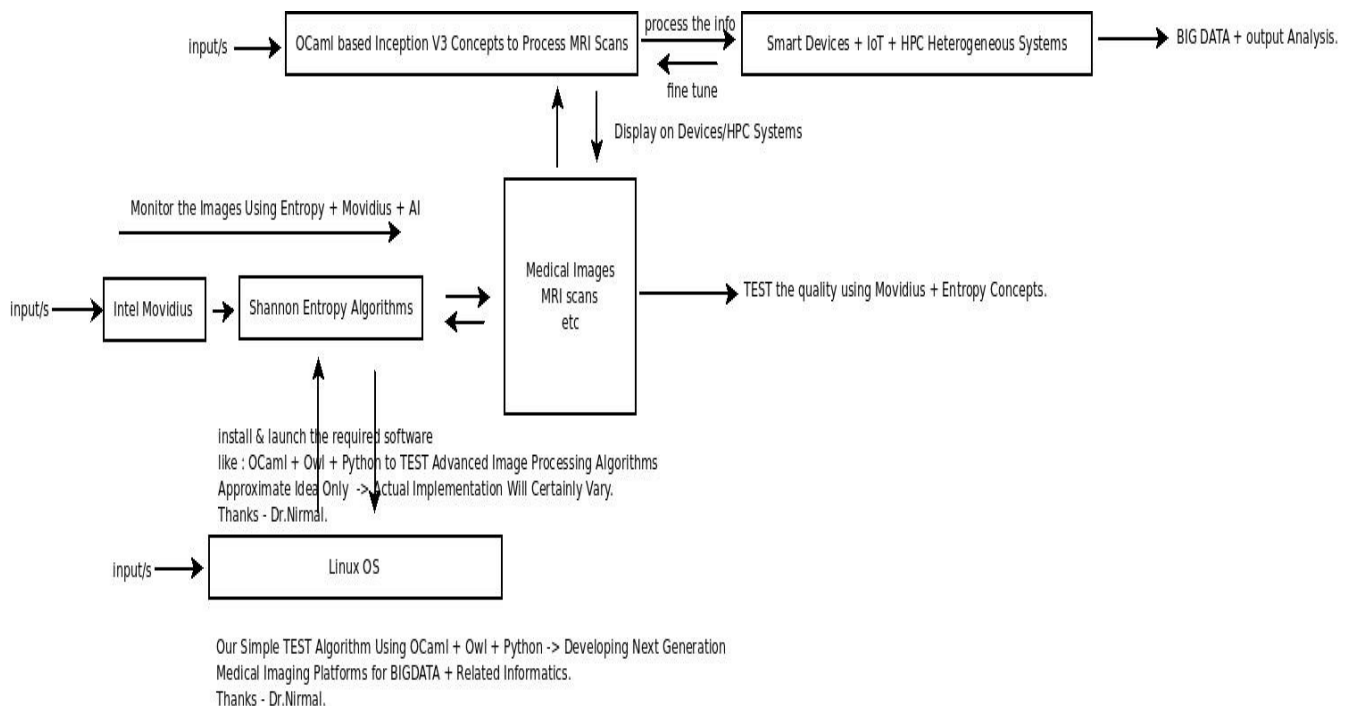 process the info
input/s
OCaml based Inception V3 Concepts to Process MRI Scans
Smart Devices + IoT + HPC Heterogeneous Systems
BIG DATA + output Analysis.
fine tune
Display on Devices/HPC Systems
Monitor the Images Using Entropy + Movidius + AI
input/s
Intel Movidius
Shannon Entropy Algorithms
Medical Images
MRI scans
etc
TEST the quality using Movidius + Entropy Concepts.
install & launch the required software
like : OCaml + Owl + Python to TEST Advanced Image Processing Algorithms
Approximate Idea Only -> Actual Implementation Will Certainly Vary.
Thanks - Dr.Nirmal.
input/s
Linux OS
Our Simple TEST Algorithm Using OCaml + Owl + Python -> Developing Next Generation
Medical Imaging Platforms for BIGDATA + Related Informatics.
Thanks - Dr.Nirmal.